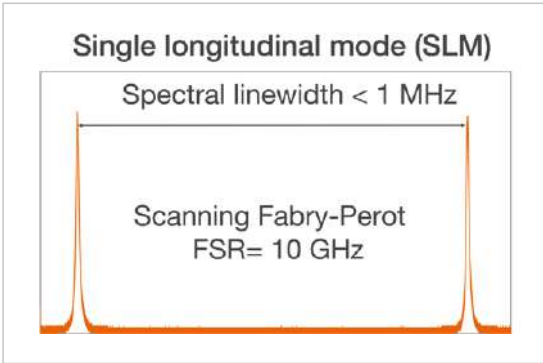 Single longitudinal mode (SLM)
Spectral linewidth < 1 MHz
Scanning Fabry-Perot
FSR= 10 GHz